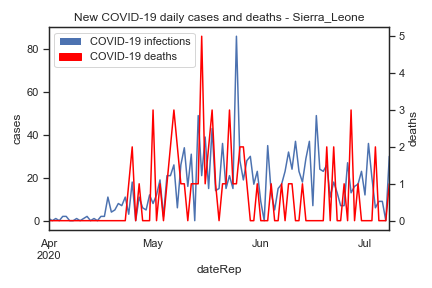 New COVID-19 daily cases and deaths - Sierra_Leone
COVID-19 infections
COVID-19 deaths
80
60
40
20
0
cases
5
4
3
2
1
0
deaths
Apr
2020
May
Jun
Jul
dateRep